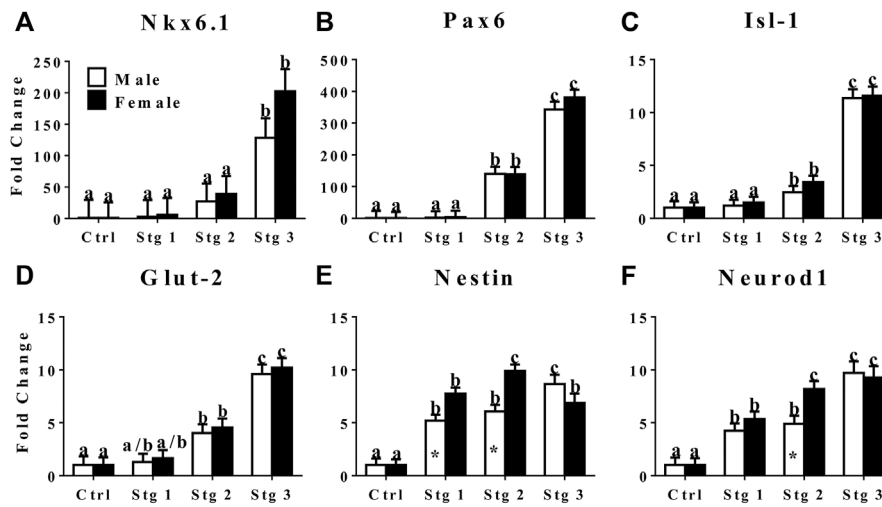 A Nkx6.1
B Pax6
C Isl-1
Fold Change
250
200
150
100
50
0
Male
Female
a a a a a a b b
Ctrl Stg 1 Stg 2 Stg 3
500
400
300
200
100
0
a a a a b b c c
Ctrl Stg 1 Stg 2 Stg 3
15
10
5
0
a a a a b b c c
Ctrl Stg 1 Stg 2 Stg 3
D Glut-2
E Nestin
F Neurod1
Fold Change
15
10
5
0
a a a/b a/b b b c c
Ctrl Stg 1 Stg 2 Stg 3
15
10
5
0
a a b b b c c b
* *
Ctrl Stg 1 Stg 2 Stg 3
15
10
5
0
a a b b b c c c
*
Ctrl Stg 1 Stg 2 Stg 3